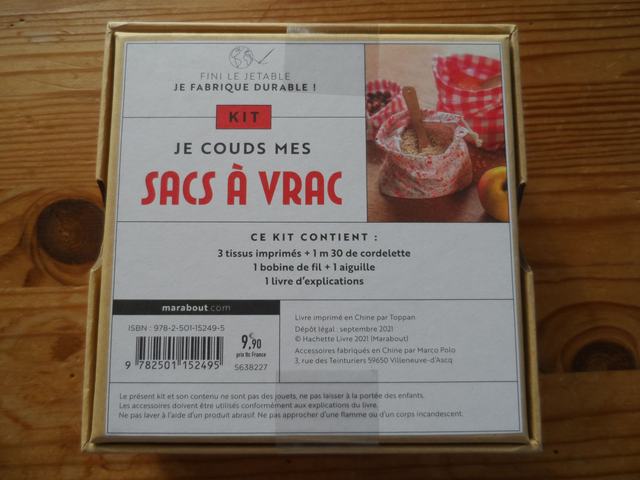 FINI LE JETABLE
JE FABRIQUE DURABLE !
KIT
JE COUDS MES
SACS À VRAC
CE KIT CONTIENT :
3 tissus imprimés + 1 m 30 de cordelette
1 bobine de fil + 1 aiguille
1 livre d'explications
marabout.com
ISBN : 978-2-501-15249-5
9 782501 152495
9€90
prix ttc France
5638227
Livre imprimé en Chine par Toppan
Dépôt légal : septembre 2021
© Hachette Livre 2021 (Marabout)
Accessoires fabriqués en Chine par Marco Polo
3, rue des Teinturiers 59650 Villeneuve-d'Ascq
Le présent kit et son contenu ne sont pas des jouets, ne pas laisser à la portée des enfants.
Les accessoires doivent être utilisés conformément aux explications du livre.
Ne pas laver à l'aide d'un produit abrasif. Ne pas approcher d'une flamme ou d'un corps incandescent.